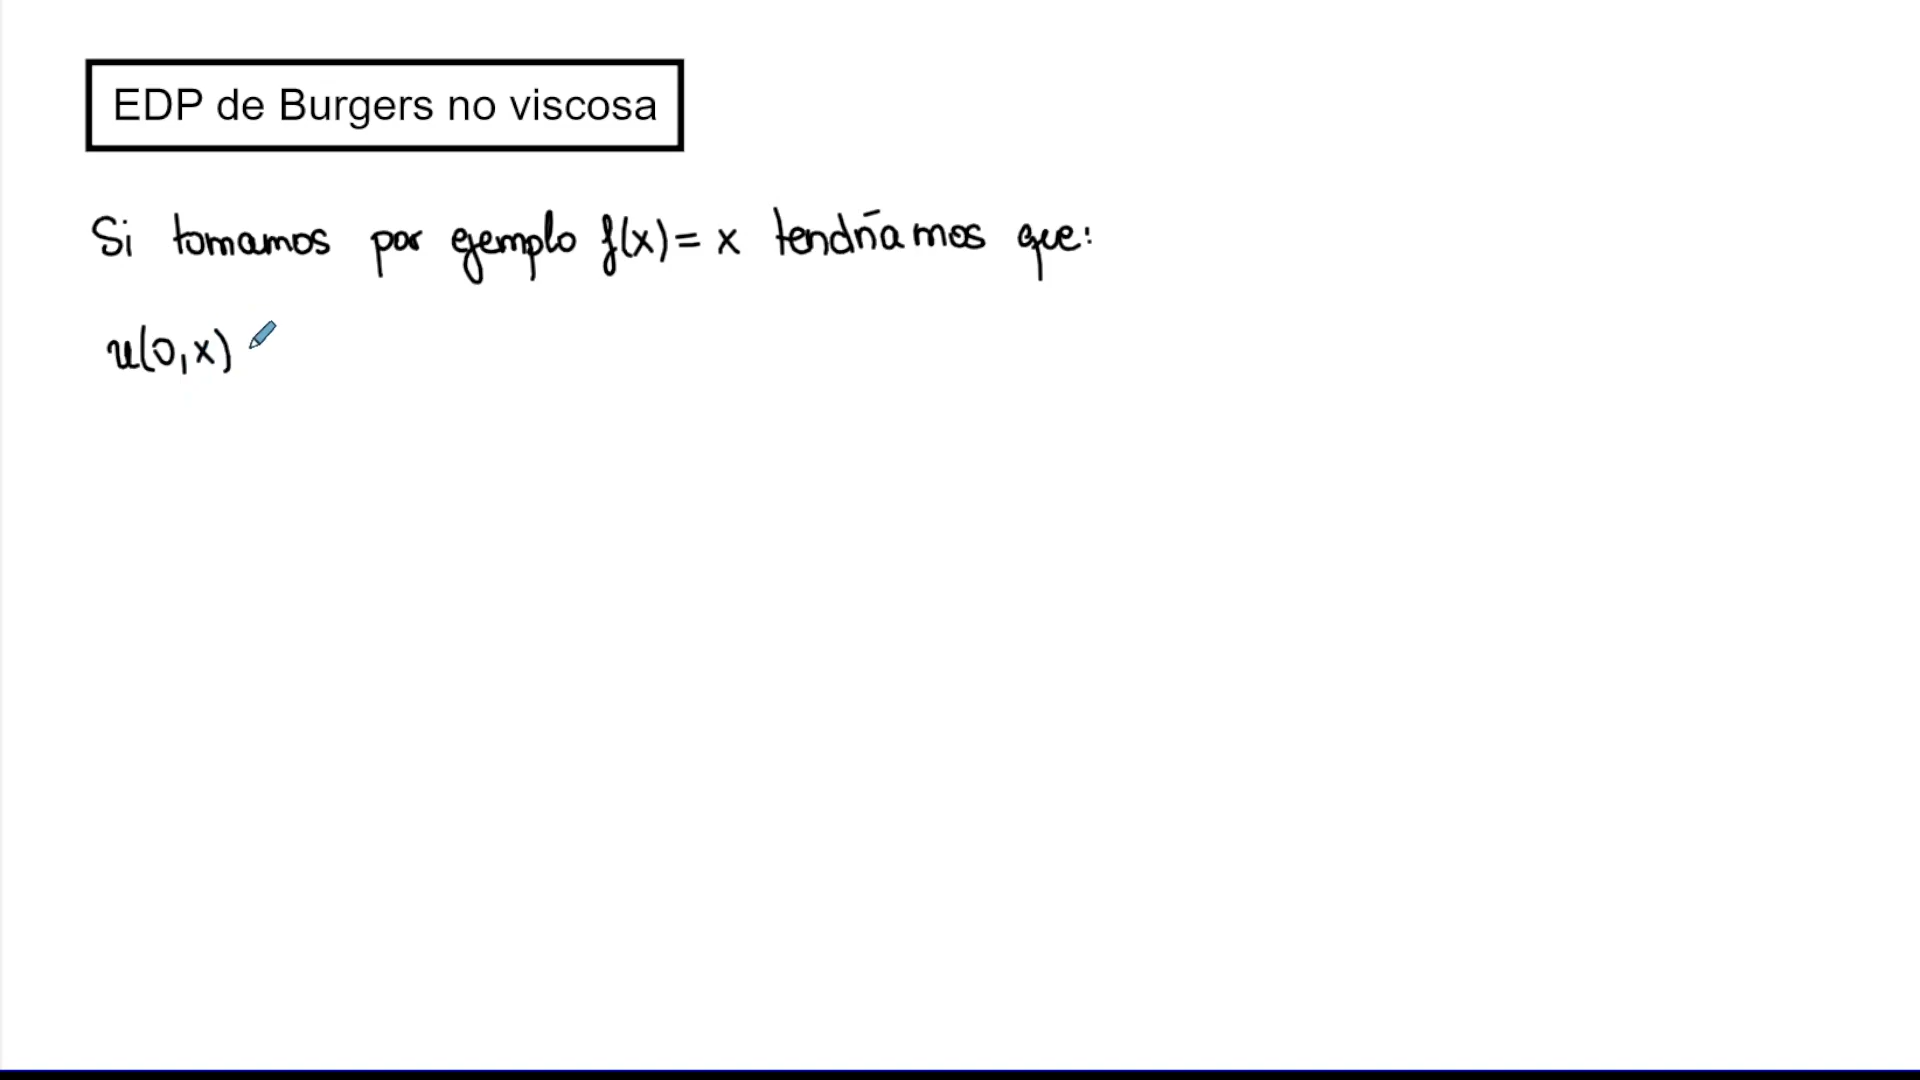 EDP de Burgers no viscosa
Si tomamos por ejemplo f(x) = x tendríamos que:
u(0,x)